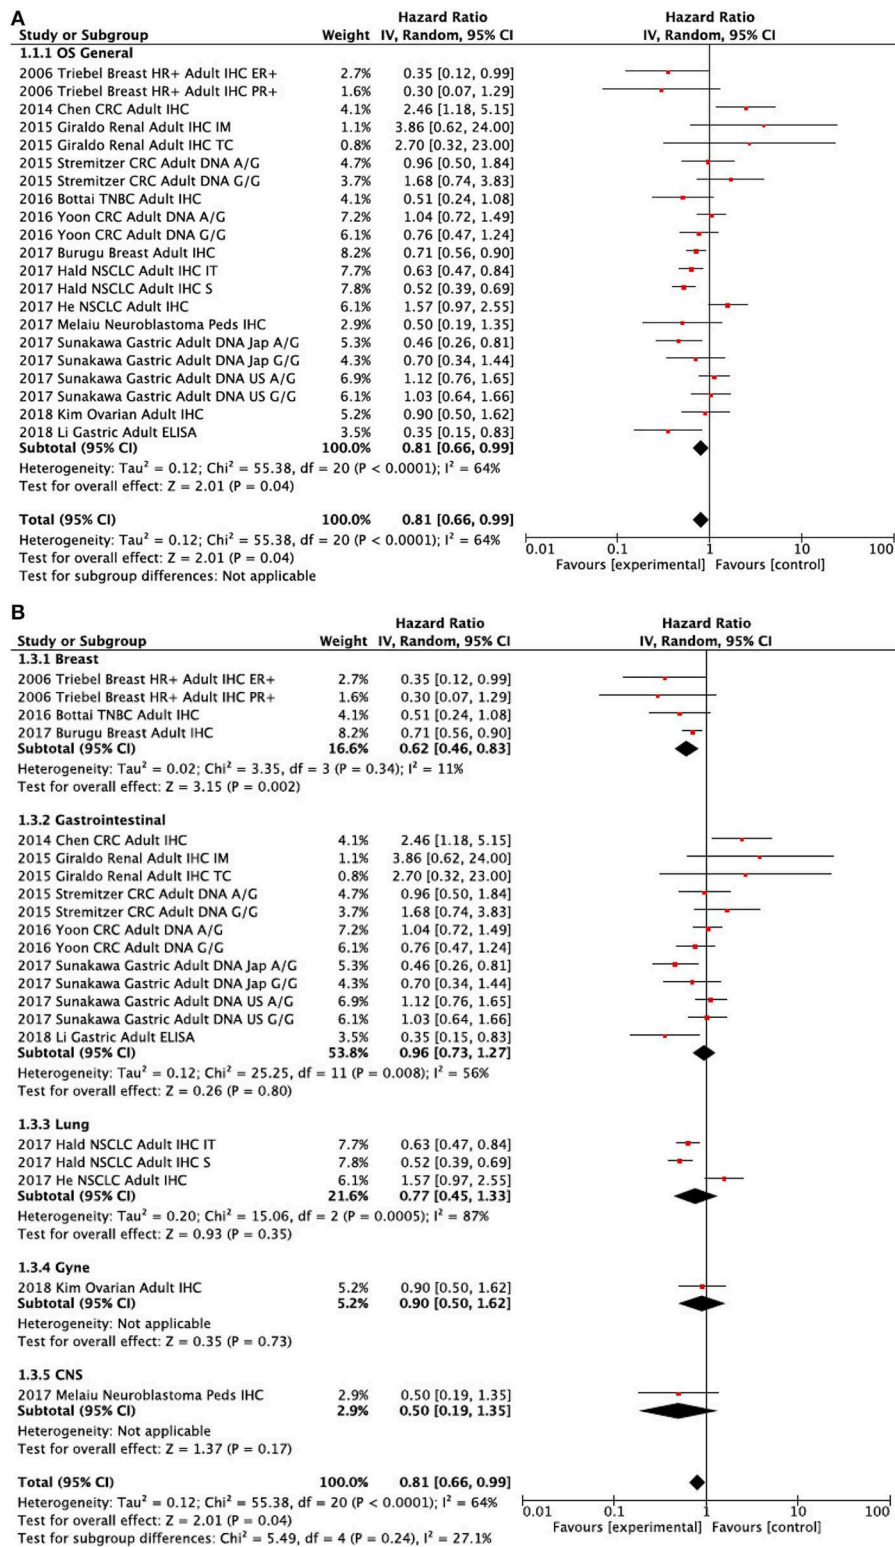 A
Hazard Ratio Hazard Ratio
Study or Subgroup Weight IV, Random, 95% CI IV, Random, 95% CI
1.1.1 OS General
2006 Triebel Breast HR+ Adult IHC ER+ 2.7% 0.35 [0.12, 0.99]
2006 Triebel Breast HR+ Adult IHC PR+ 1.6% 0.30 [0.07, 1.29]
2014 Chen CRC Adult IHC 4.1% 2.46 [1.18, 5.15]
2015 Giraldo Renal Adult IHC IM 1.1% 3.86 [0.62, 24.00]
2015 Giraldo Renal Adult IHC TC 0.8% 2.70 [0.32, 23.00]
2015 Stremitzer CRC Adult DNA A/G 4.7% 0.96 [0.50, 1.84]
2015 Stremitzer CRC Adult DNA G/G 3.7% 1.68 [0.74, 3.83]
2016 Bottai TNBC Adult IHC 4.1% 0.51 [0.24, 1.08]
2016 Yoon CRC Adult DNA A/G 7.2% 1.04 [0.72, 1.49]
2016 Yoon CRC Adult DNA G/G 6.1% 0.76 [0.47, 1.24]
2017 Burugu Breast Adult IHC 8.2% 0.71 [0.56, 0.90]
2017 Hald NSCLC Adult IHC IT 7.7% 0.63 [0.47, 0.84]
2017 Hald NSCLC Adult IHC S 7.8% 0.52 [0.39, 0.69]
2017 He NSCLC Adult IHC 6.1% 1.57 [0.97, 2.55]
2017 Melaiu Neuroblastoma Peds IHC 2.9% 0.50 [0.19, 1.35]
2017 Sunakawa Gastric Adult DNA Jap A/G 5.3% 0.46 [0.26, 0.81]
2017 Sunakawa Gastric Adult DNA Jap G/G 4.3% 0.70 [0.34, 1.44]
2017 Sunakawa Gastric Adult DNA US A/G 6.9% 1.12 [0.76, 1.65]
2017 Sunakawa Gastric Adult DNA US G/G 6.1% 1.03 [0.64, 1.66]
2018 Kim Ovarian Adult IHC 5.2% 0.90 [0.50, 1.62]
2018 Li Gastric Adult ELISA 3.5% 0.35 [0.15, 0.83]
Subtotal (95% CI) 100.0% 0.81 [0.66, 0.99]
Heterogeneity: Tau² = 0.12; Chi² = 55.38, df = 20 (P < 0.0001); I² = 64%
Test for overall effect: Z = 2.01 (P = 0.04)
Total (95% CI) 100.0% 0.81 [0.66, 0.99]
Heterogeneity: Tau² = 0.12; Chi² = 55.38, df = 20 (P < 0.0001); I² = 64%
0.01 0.1 1 10 100
Test for overall effect: Z = 2.01 (P = 0.04)
Favours [experimental] Favours [control]
Test for subgroup differences: Not applicable
B
Hazard Ratio Hazard Ratio
Study or Subgroup Weight IV, Random, 95% CI IV, Random, 95% CI
1.3.1 Breast
2006 Triebel Breast HR+ Adult IHC ER+ 2.7% 0.35 [0.12, 0.99]
2006 Triebel Breast HR+ Adult IHC PR+ 1.6% 0.30 [0.07, 1.29]
2016 Bottai TNBC Adult IHC 4.1% 0.51 [0.24, 1.08]
2017 Burugu Breast Adult IHC 8.2% 0.71 [0.56, 0.90]
Subtotal (95% CI) 16.6% 0.62 [0.46, 0.83]
Heterogeneity: Tau² = 0.02; Chi² = 3.35, df = 3 (P = 0.34); I² = 11%
Test for overall effect: Z = 3.15 (P = 0.002)
1.3.2 Gastrointestinal
2014 Chen CRC Adult IHC 4.1% 2.46 [1.18, 5.15]
2015 Giraldo Renal Adult IHC IM 1.1% 3.86 [0.62, 24.00]
2015 Giraldo Renal Adult IHC TC 0.8% 2.70 [0.32, 23.00]
2015 Stremitzer CRC Adult DNA A/G 4.7% 0.96 [0.50, 1.84]
2015 Stremitzer CRC Adult DNA G/G 3.7% 1.68 [0.74, 3.83]
2016 Yoon CRC Adult DNA A/G 7.2% 1.04 [0.72, 1.49]
2016 Yoon CRC Adult DNA G/G 6.1% 0.76 [0.47, 1.24]
2017 Sunakawa Gastric Adult DNA Jap A/G 5.3% 0.46 [0.26, 0.81]
2017 Sunakawa Gastric Adult DNA Jap G/G 4.3% 0.70 [0.34, 1.44]
2017 Sunakawa Gastric Adult DNA US A/G 6.9% 1.12 [0.76, 1.65]
2017 Sunakawa Gastric Adult DNA US G/G 6.1% 1.03 [0.64, 1.66]
2018 Li Gastric Adult ELISA 3.5% 0.35 [0.15, 0.83]
Subtotal (95% CI) 53.8% 0.96 [0.73, 1.27]
Heterogeneity: Tau² = 0.12; Chi² = 25.25, df = 11 (P = 0.008); I² = 56%
Test for overall effect: Z = 0.26 (P = 0.80)
1.3.3 Lung
2017 Hald NSCLC Adult IHC IT 7.7% 0.63 [0.47, 0.84]
2017 Hald NSCLC Adult IHC S 7.8% 0.52 [0.39, 0.69]
2017 He NSCLC Adult IHC 6.1% 1.57 [0.97, 2.55]
Subtotal (95% CI) 21.6% 0.77 [0.45, 1.33]
Heterogeneity: Tau² = 0.20; Chi² = 15.06, df = 2 (P = 0.0005); I² = 87%
Test for overall effect: Z = 0.93 (P = 0.35)
1.3.4 Gyne
2018 Kim Ovarian Adult IHC 5.2% 0.90 [0.50, 1.62]
Subtotal (95% CI) 5.2% 0.90 [0.50, 1.62]
Heterogeneity: Not applicable
Test for overall effect: Z = 0.35 (P = 0.73)
1.3.5 CNS
2017 Melaiu Neuroblastoma Peds IHC 2.9% 0.50 [0.19, 1.35]
Subtotal (95% CI) 2.9% 0.50 [0.19, 1.35]
Heterogeneity: Not applicable
Test for overall effect: Z = 1.37 (P = 0.17)
Total (95% CI) 100.0% 0.81 [0.66, 0.99]
Heterogeneity: Tau² = 0.12; Chi² = 55.38, df = 20 (P < 0.0001); I² = 64%
0.01 0.1 1 10 100
Test for overall effect: Z = 2.01 (P = 0.04)
Favours [experimental] Favours [control]
Test for subgroup differences: Chi² = 5.49, df = 4 (P = 0.24), I² = 27.1%